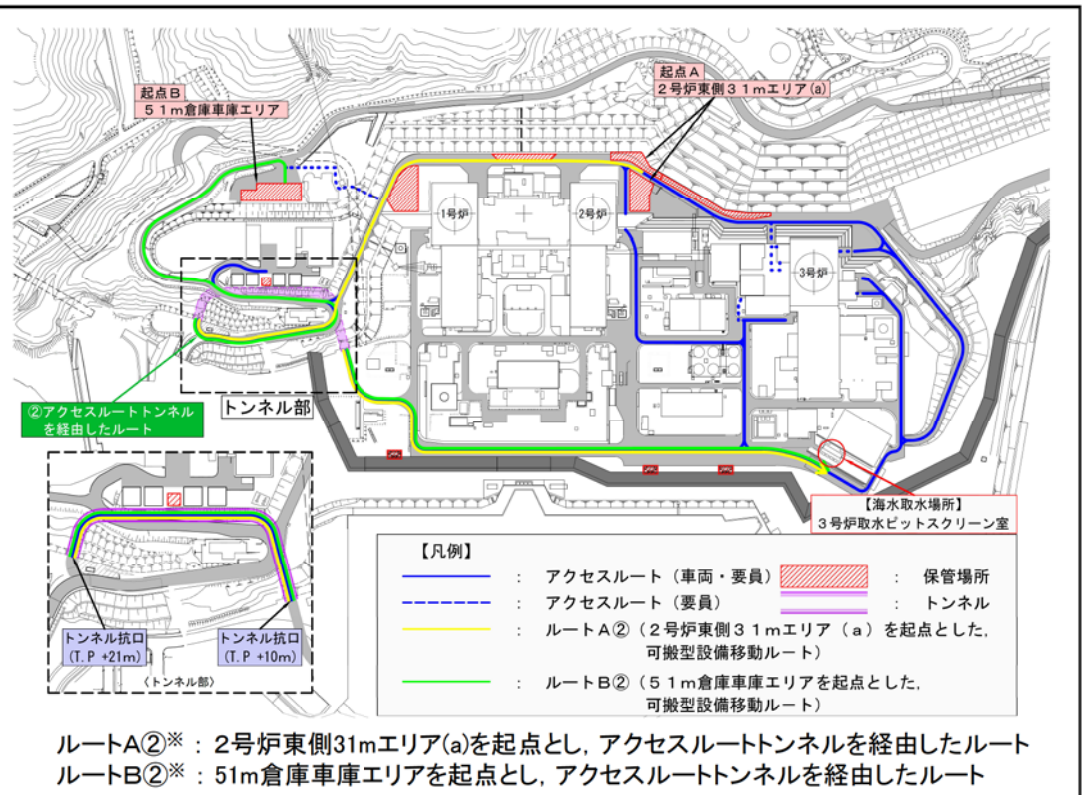 起点B
51m倉庫車庫エリア
起点A
2号炉東側31mエリア(a)
1号炉
2号炉
3号炉
②アクセスルートトンネル
を経由したルート
トンネル部
【海水取水場所】
3号炉取水ピットスクリーン室
トンネル抗口
(T.P +21m)
トンネル抗口
(T.P +10m)
〈トンネル部〉
【凡例】
: アクセスルート（車両・要員）
: 保管場所
: アクセスルート（要員）
: トンネル
: ルートA②（2号炉東側31mエリア（a）を起点とした，
可搬型設備移動ルート）
: ルートB②（51m倉庫車庫エリアを起点とした，
可搬型設備移動ルート）
ルートA②※：2号炉東側31mエリア(a)を起点とし，アクセスルートトンネルを経由したルート
ルートB②※：51m倉庫車庫エリアを起点とし，アクセスルートトンネルを経由したルート